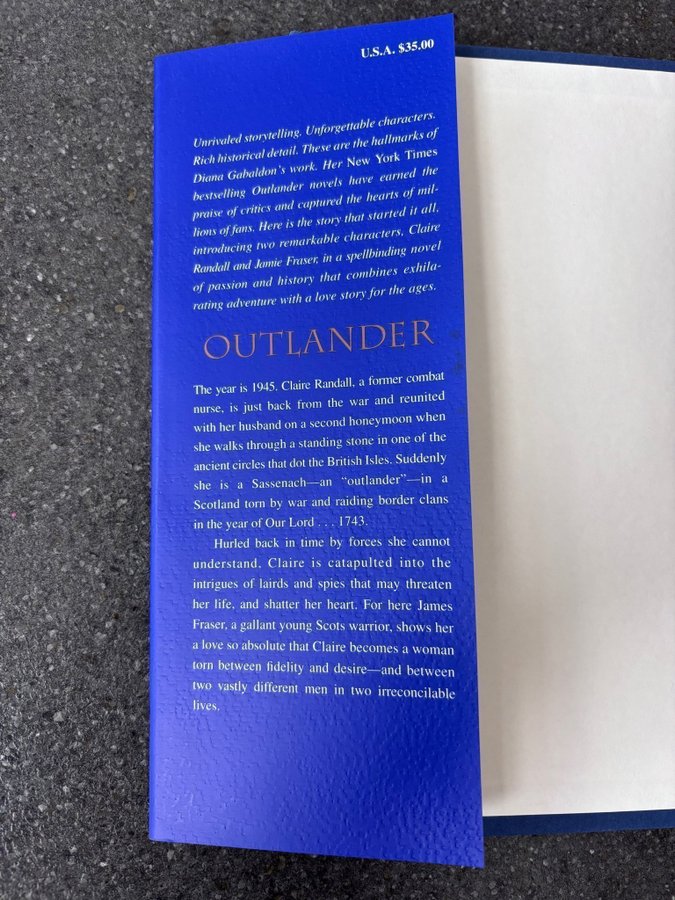 U.S.A. $35.00
Unrivaled storytelling. Unforgettable characters.
Rich historical detail. These are the hallmarks of
Diana Gabaldon's work. Her New York Times
bestselling Outlander novels have earned the
praise of critics and captured the hearts of mil-
lions of fans. Here is the story that started it all,
introducing two remarkable characters, Claire
Randall and Jamie Fraser, in a spellbinding novel
of passion and history that combines exhila-
rating adventure with a love story for the ages.
OUTLANDER
The year is 1945. Claire Randall, a former combat
nurse, is just back from the war and reunited
with her husband on a second honeymoon when
she walks through a standing stone in one of the
ancient circles that dot the British Isles. Suddenly
she is a Sassenach—an “outlander”—in a
Scotland torn by war and raiding border clans
in the year of Our Lord . . . 1743.
Hurled back in time by forces she cannot
understand, Claire is catapulted into the
intrigues of lairds and spies that may threaten
her life, and shatter her heart. For here James
Fraser, a gallant young Scots warrior, shows her
a love so absolute that Claire becomes a woman
torn between fidelity and desire—and between
two vastly different men in two irreconcilable
lives.